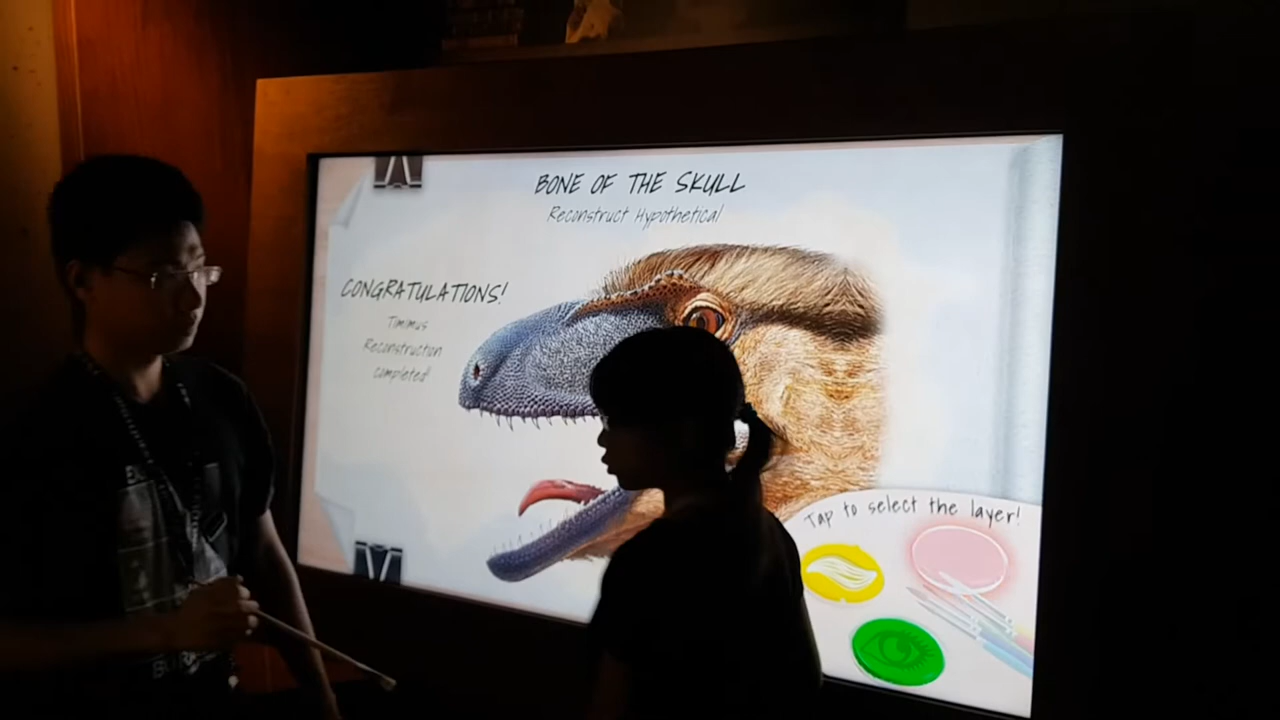 BONE OF THE SKULL
Reconstruct Hypothetical
CONGRATULATIONS!
Timimus
Reconstruction
completed!
Tap to select the layer!